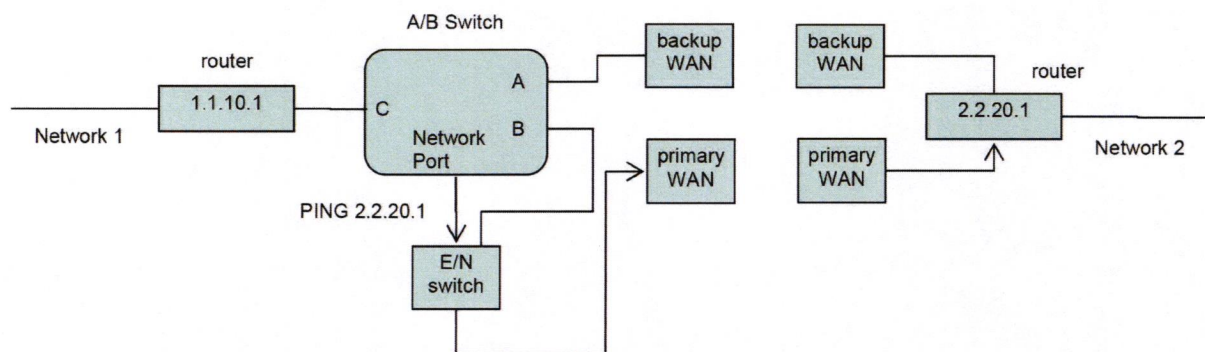 A/B Switch
router
1.1.10.1
Network 1
C
A
B
Network
Port
PING 2.2.20.1
E/N
switch
backup
WAN
primary
WAN
backup
WAN
primary
WAN
router
2.2.20.1
Network 2